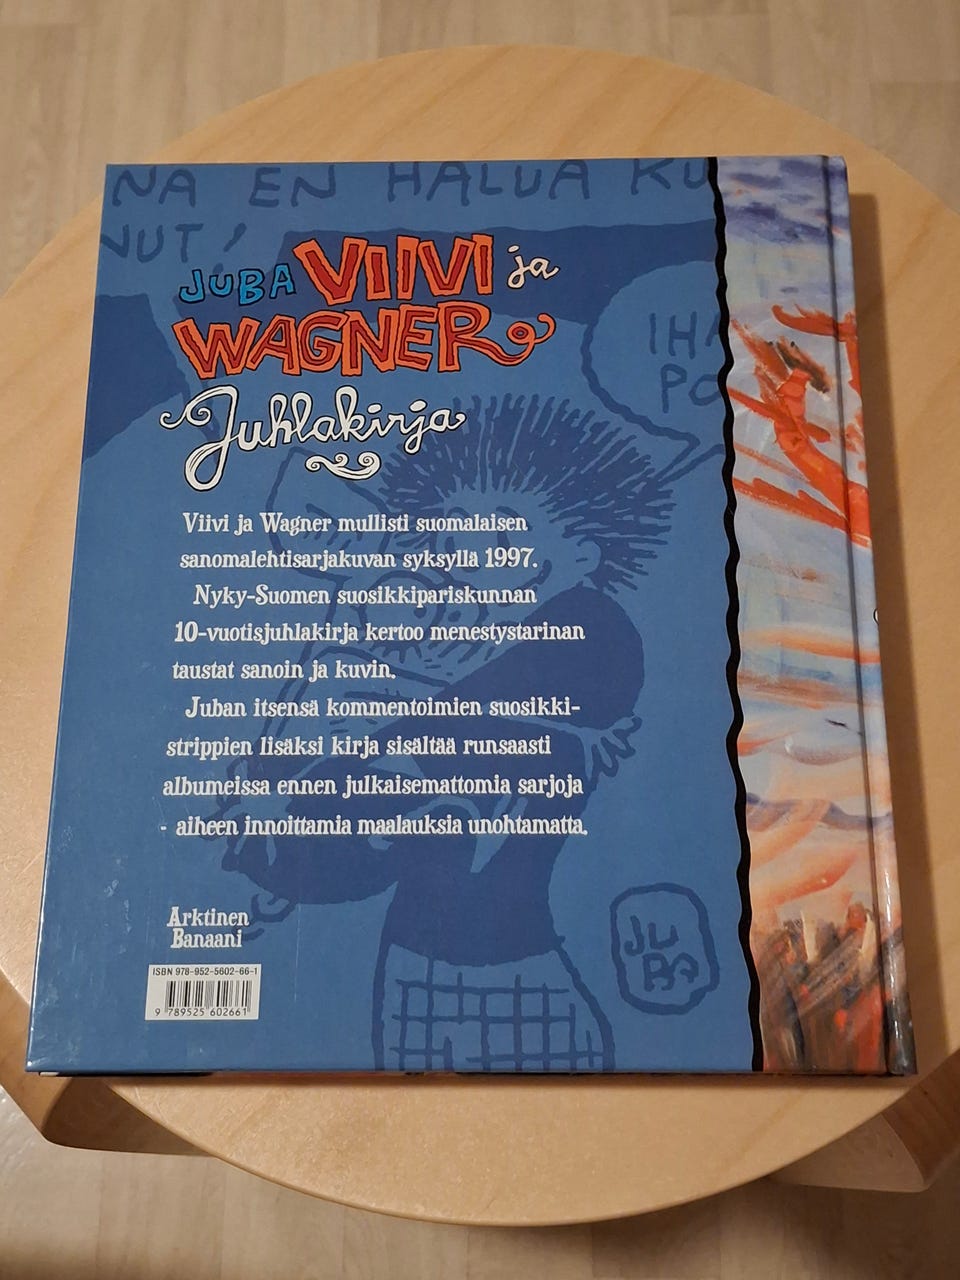 NA EN HALUA KU
NUT!
JUBA VIIVI ja
WAGNER
Juhlakirja
IHA
PO
Viivi ja Wagner mullisti suomalaisen
sanomalehtisarjakuvan syksyllä 1997.
Nyky-Suomen suosikkipariskunnan
10-vuotisjuhlakirja kertoo menestystarinan
taustat sanoin ja kuvin.
Juban itsensä kommentoimien suosikki-
strippien lisäksi kirja sisältää runsaasti
albumeissa ennen julkaisemattomia sarjoja
- aiheen innoittamia maalauksia unohtamatta.
JUBA
Arktinen
Banaani
ISBN 978-952-5602-66-1
9 789525 602661